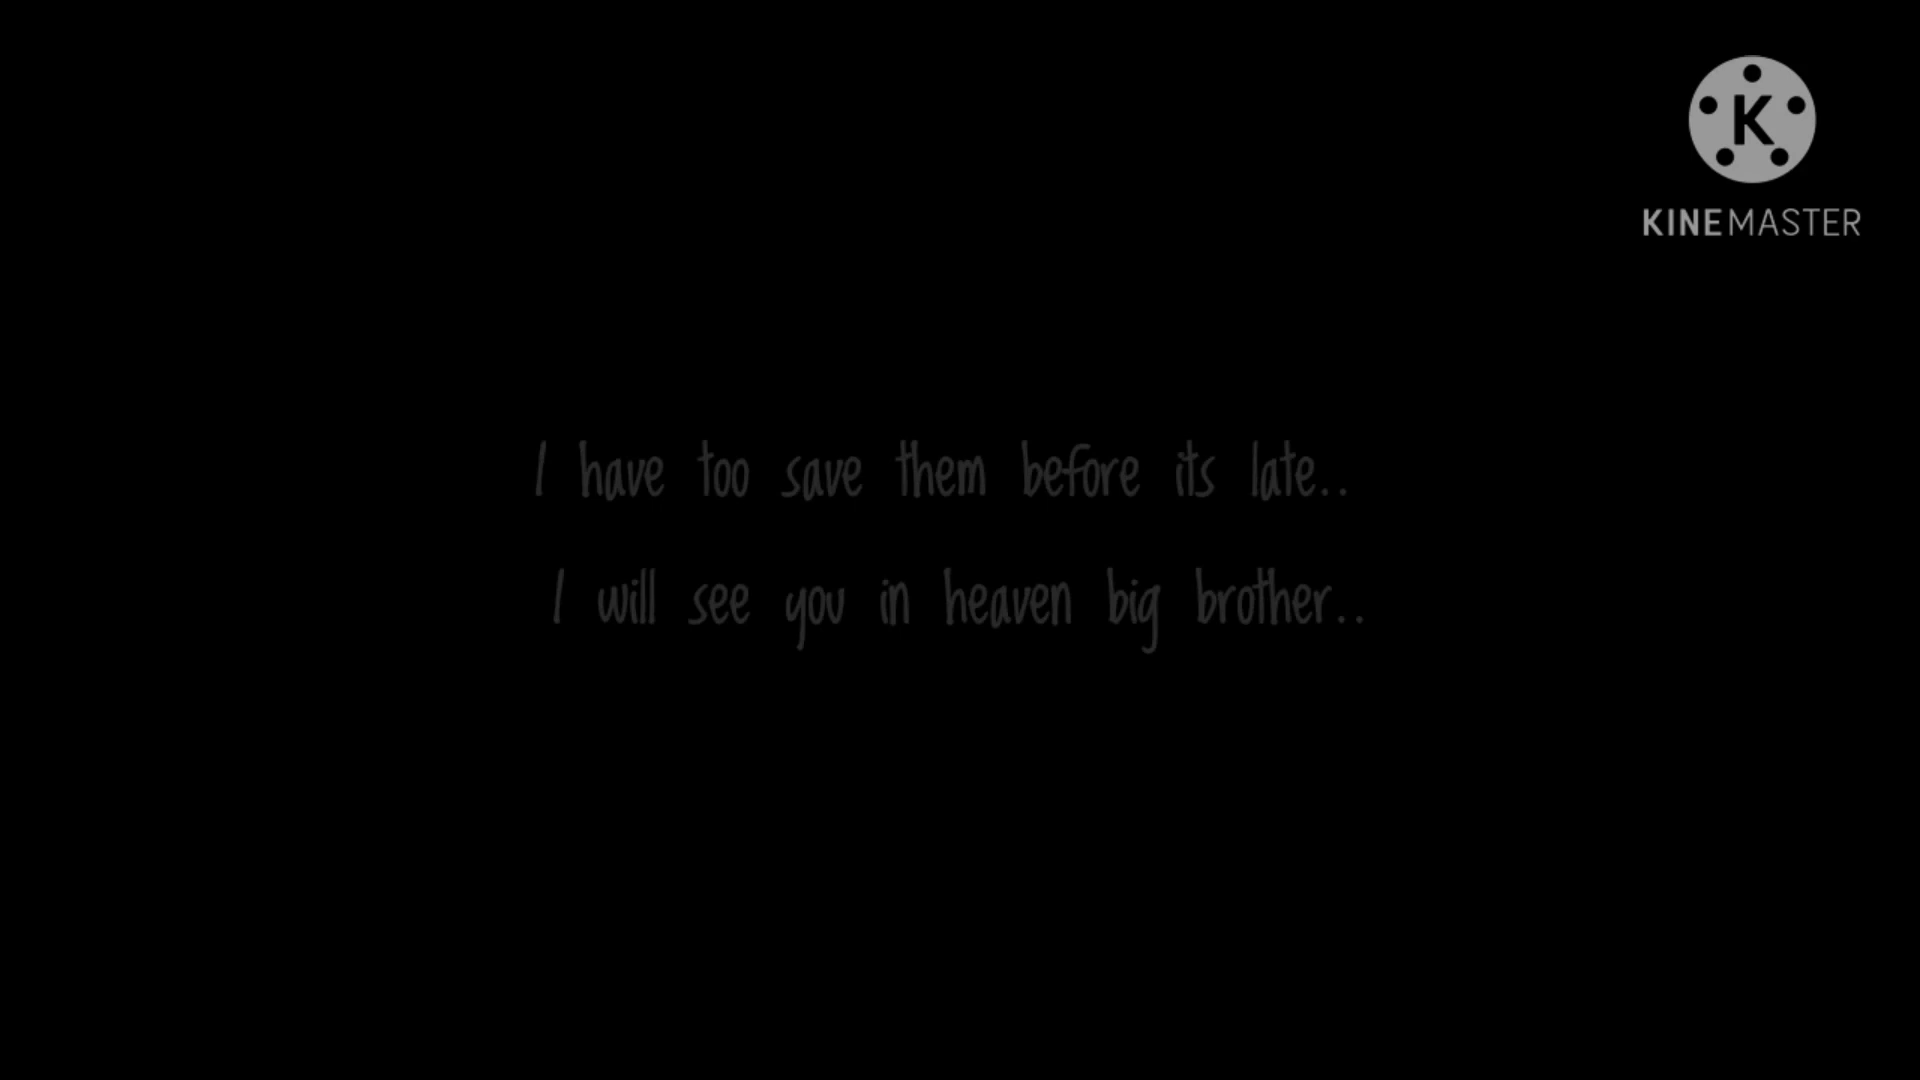 K
KINEMASTER
I have too save them before its late..
I will see you in heaven big brother..